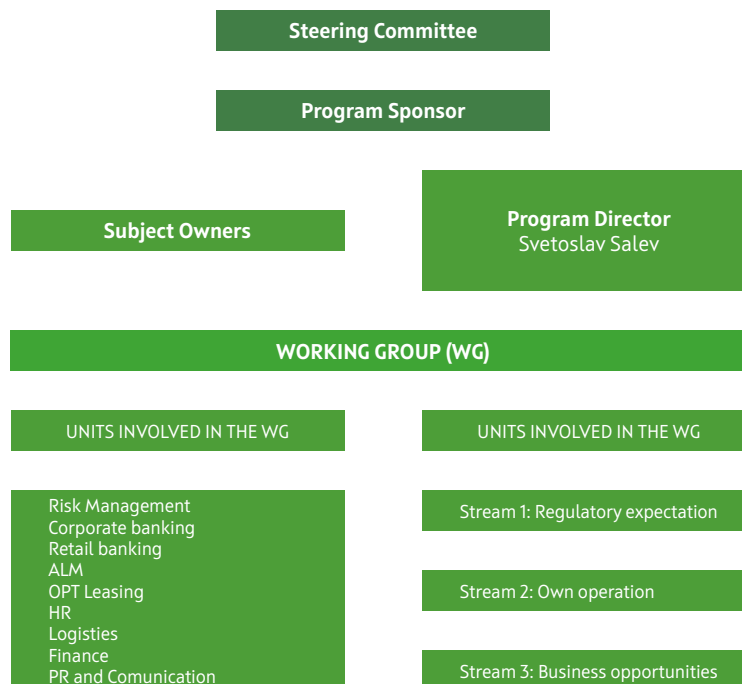 Steering Committee
Program Sponsor
Subject Owners
Program Director
Svetoslav Salev
WORKING GROUP (WG)
UNITS INVOLVED IN THE WG
Risk Management
Corporate banking
Retail banking
ALM
OPT Leasing
HR
Logisties
Finance
PR and Comunication
UNITS INVOLVED IN THE WG
Stream 1: Regulatory expectation
Stream 2: Own operation
Stream 3: Business opportunities